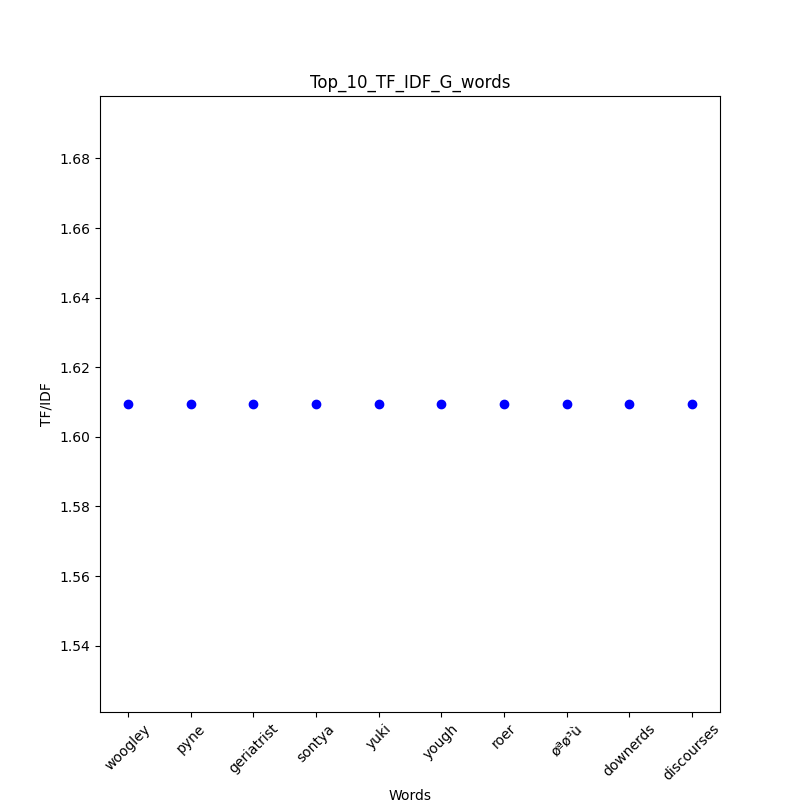 Top_10_TF_IDF_G_words
TF/IDF
1.68
1.66
1.64
1.62
1.60
1.58
1.56
1.54
woogley
pyne
geriatrist
sontya
yuki
yough
roer
øªø²ù
downerds
discourses
Words